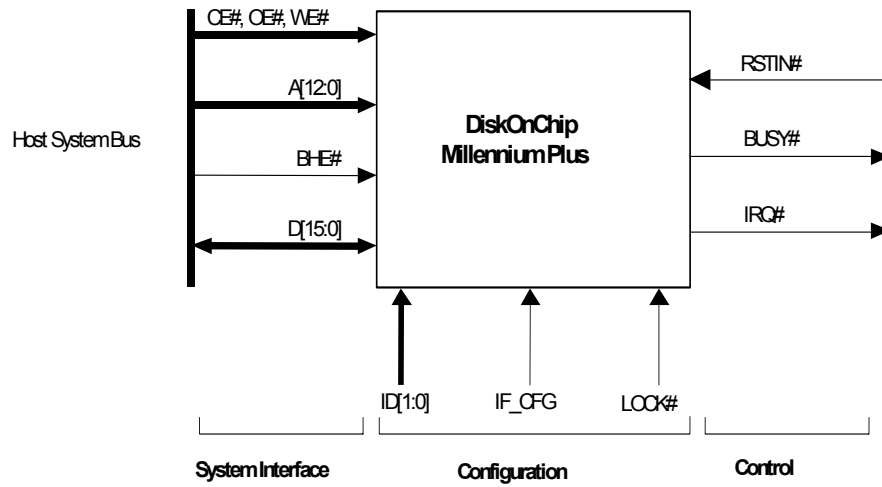 CE#, OE#, WE#
RSTIN#
A[12:0]
DiskOnChip
Millennium Plus
Host System Bus
BHE#
BUSY#
D[15:0]
IRQ#
ID[1:0]
IF_CFG
LOCK#
System Interface
Configuration
Control